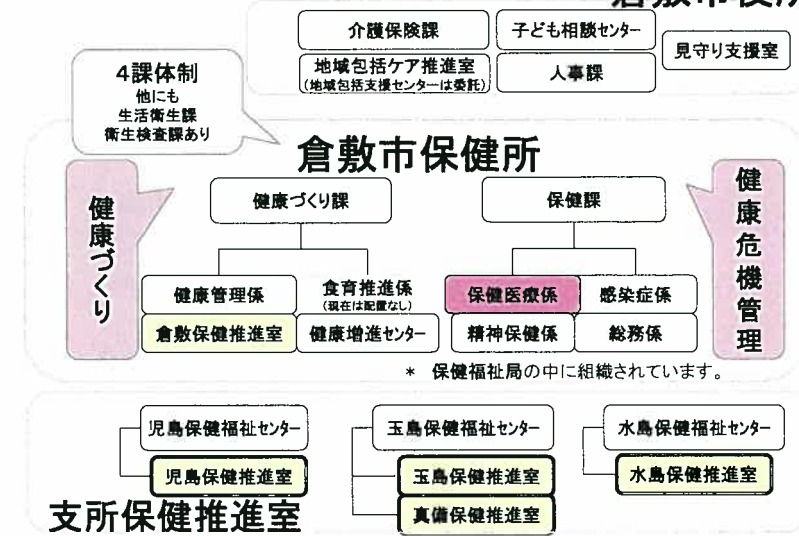 介護保険課
子ども相談センター
見守り支援室
地域包括ケア推進室
(地域包括支援センターは委託)
人事課
4課体制
他にも
生活衛生課
衛生検査課あり
倉敷市保健所
健康づくり
健康危機管理
健康づくり課
保健課
健康管理係
食育推進係
(現在は配置なし)
保健医療係
感染症係
倉敷保健推進室
健康増進センター
精神保健係
総務係
* 保健福祉局の中に組織されています。
児島保健福祉センター
玉島保健福祉センター
水島保健福祉センター
児島保健推進室
玉島保健推進室
水島保健推進室
真備保健推進室
支所保健推進室